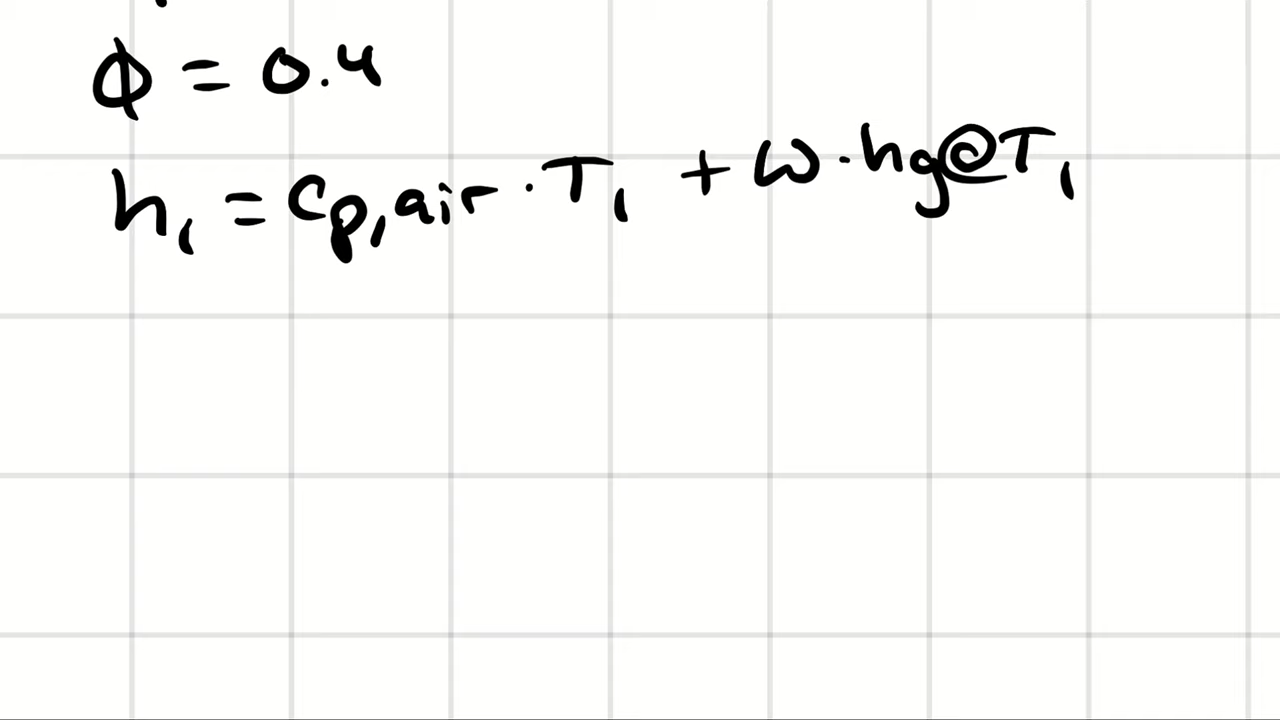 ϕ = 0.4
h₁ = Cp,air · T₁ + ω · hg@T₁